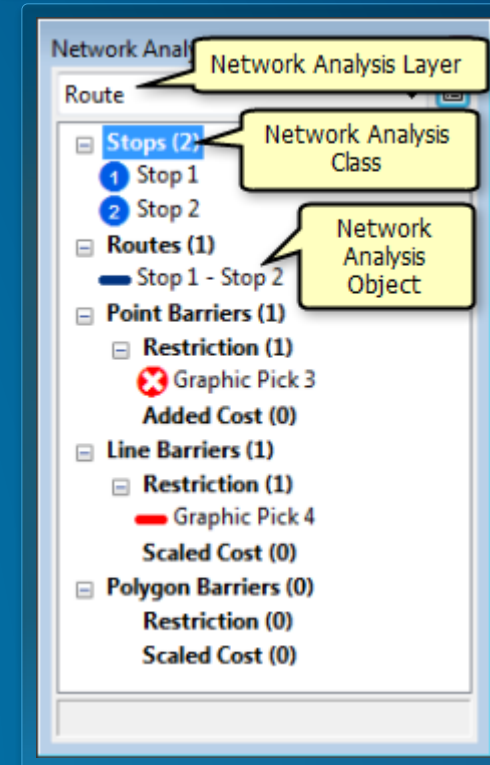 Network Anal
Network Analysis Layer
Route
Stops (2)
Network Analysis
Class
Stop 1
Stop 2
Network
Analysis
Object
Routes (1)
Stop 1 - Stop 2
Point Barriers (1)
Restriction (1)
Graphic Pick 3
Added Cost (0)
Line Barriers (1)
Restriction (1)
Graphic Pick 4
Scaled Cost (0)
Polygon Barriers (0)
Restriction (0)
Scaled Cost (0)